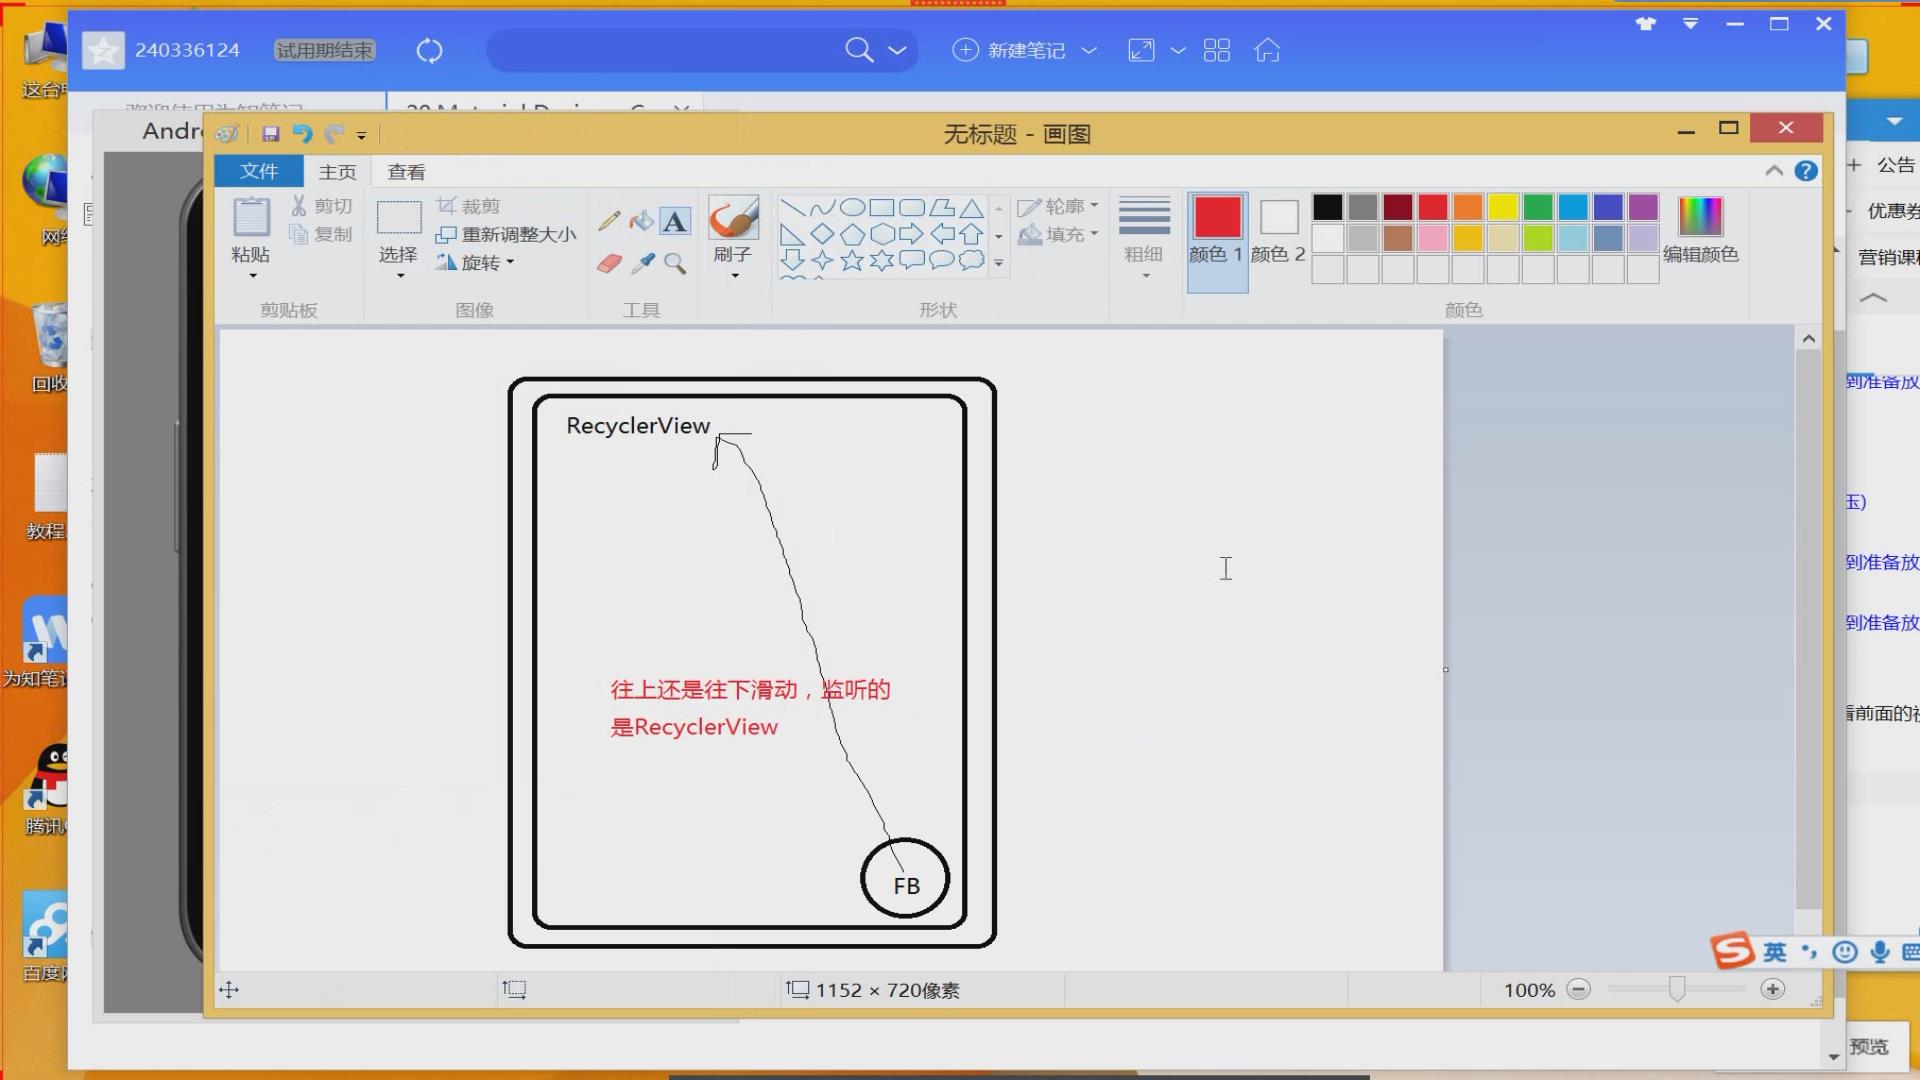 240336124
试用期结束
新建笔记
无标题 - 画图
文件
主页
查看
粘贴
剪切
复制
剪贴板
选择
裁剪
重新调整大小
旋转
图像
A
工具
刷子
形状
轮廓
填充
粗细
颜色 1
颜色 2
编辑颜色
颜色
RecyclerView
往上还是往下滑动，监听的
是RecyclerView
FB
1152 × 720像素
100%
公告
优惠券
营销课程
到准备放
到准备放
到准备放
看前面的
英
预览
Andr
这台电
网络
回收
教程
为知笔记
腾讯
百度网